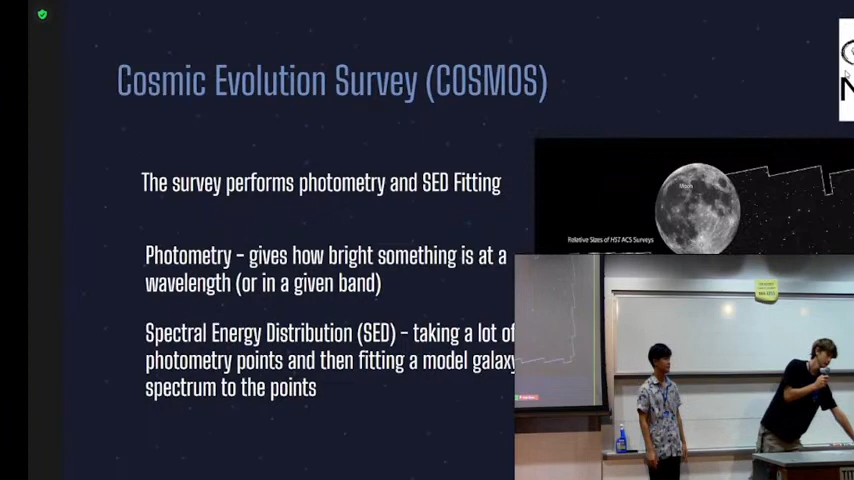 Cosmic Evolution Survey (COSMOS)
The survey performs photometry and SED Fitting
Moon
Relative Sizes of HST ACS Surveys
Photometry - gives how bright something is at a
wavelength (or in a given band)
Spectral Energy Distribution (SED) - taking a lot of
photometry points and then fitting a model galaxy
spectrum to the points